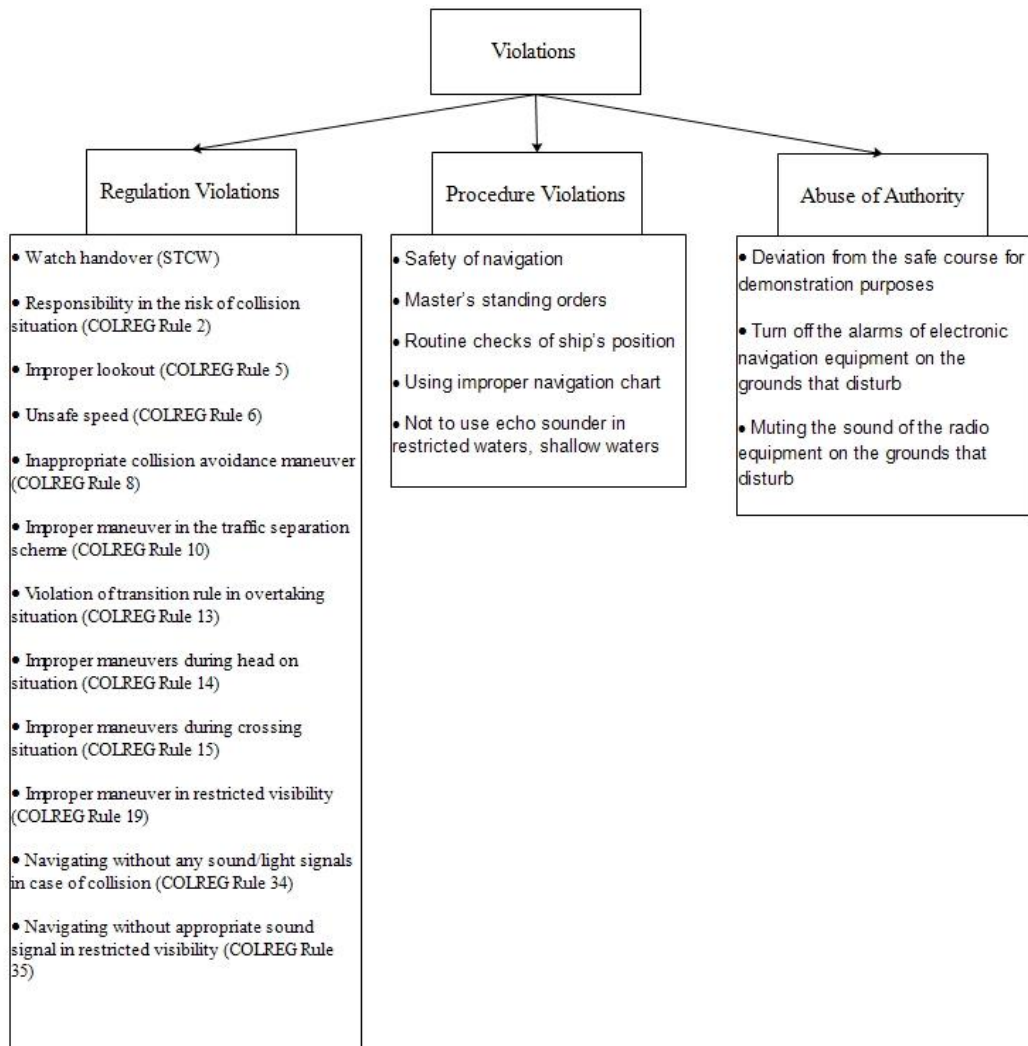 Violations
Regulation Violations
Procedure Violations
Abuse of Authority
● Watch handover (STCW)
● Responsibility in the risk of collision
situation (COLREG Rule 2)
● Improper lookout (COLREG Rule 5)
● Unsafe speed (COLREG Rule 6)
● Inappropriate collision avoidance maneuver
(COLREG Rule 8)
● Improper maneuver in the traffic separation
scheme (COLREG Rule 10)
● Violation of transition rule in overtaking
situation (COLREG Rule 13)
● Improper maneuvers during head on
situation (COLREG Rule 14)
● Improper maneuvers during crossing
situation (COLREG Rule 15)
● Improper maneuver in restricted visibility
(COLREG Rule 19)
● Navigating without any sound/light signals
in case of collision (COLREG Rule 34)
● Navigating without appropriate sound
signal in restricted visibility (COLREG Rule
35)
● Safety of navigation
● Master's standing orders
● Routine checks of ship's position
● Using improper navigation chart
● Not to use echo sounder in
restricted waters, shallow waters
● Deviation from the safe course for
demonstration purposes
● Turn off the alarms of electronic
navigation equipment on the
grounds that disturb
● Muting the sound of the radio
equipment on the grounds that
disturb